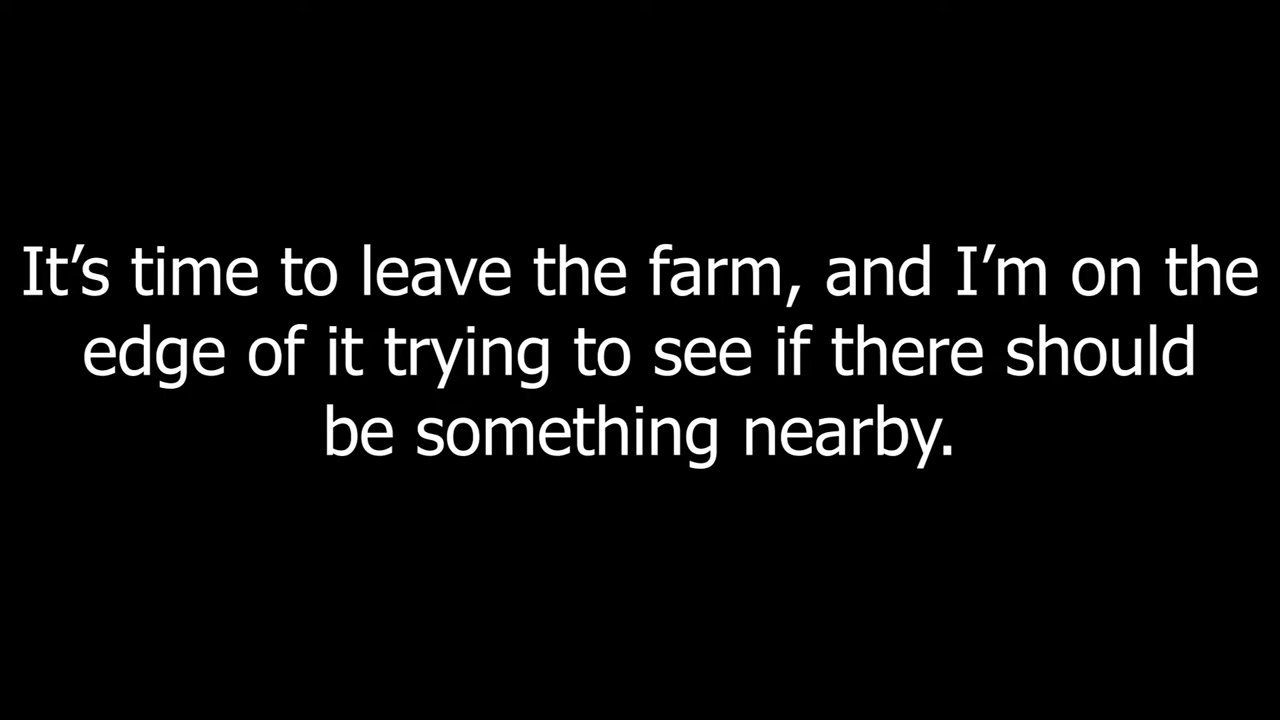 It’s time to leave the farm, and I’m on the
edge of it trying to see if there should
be something nearby.